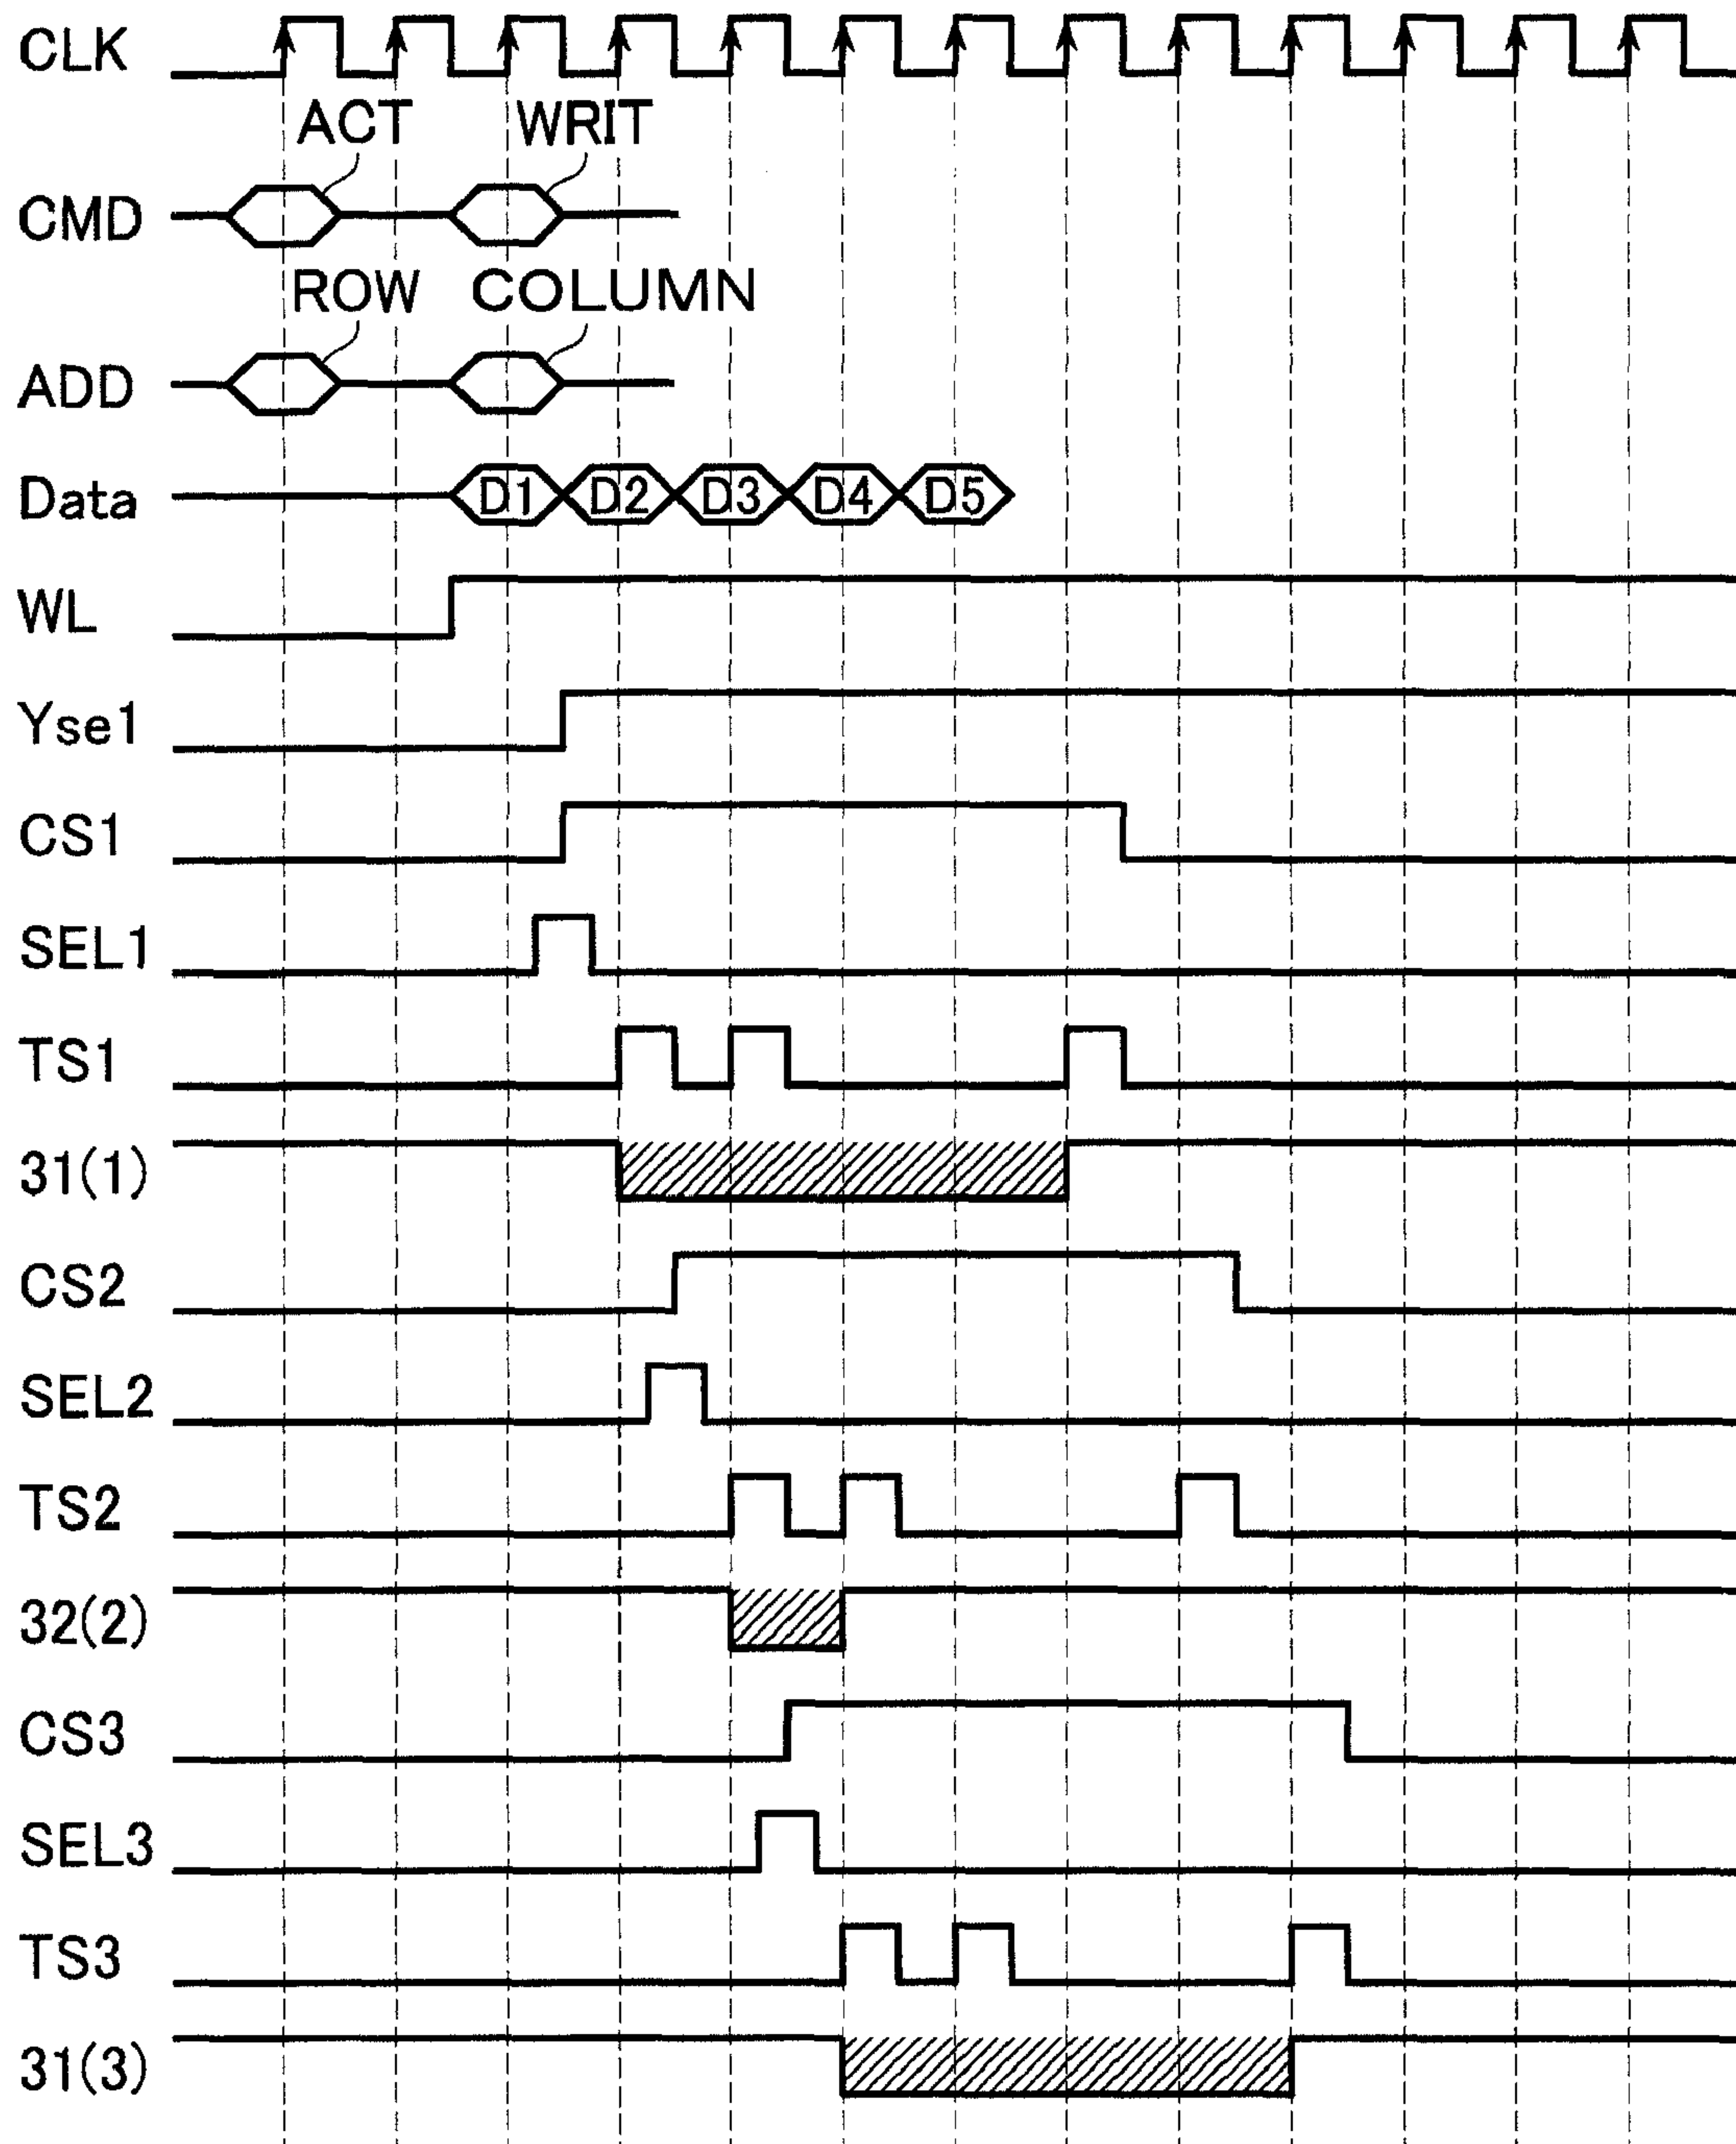 CLK
ACT WRIT
CMD
ROW COLUMN
ADD
Data D1 D2 D3 D4 D5
WL
Yse1
CS1
SEL1
TS1
31(1)
CS2
SEL2
TS2
32(2)
CS3
SEL3
TS3
31(3)